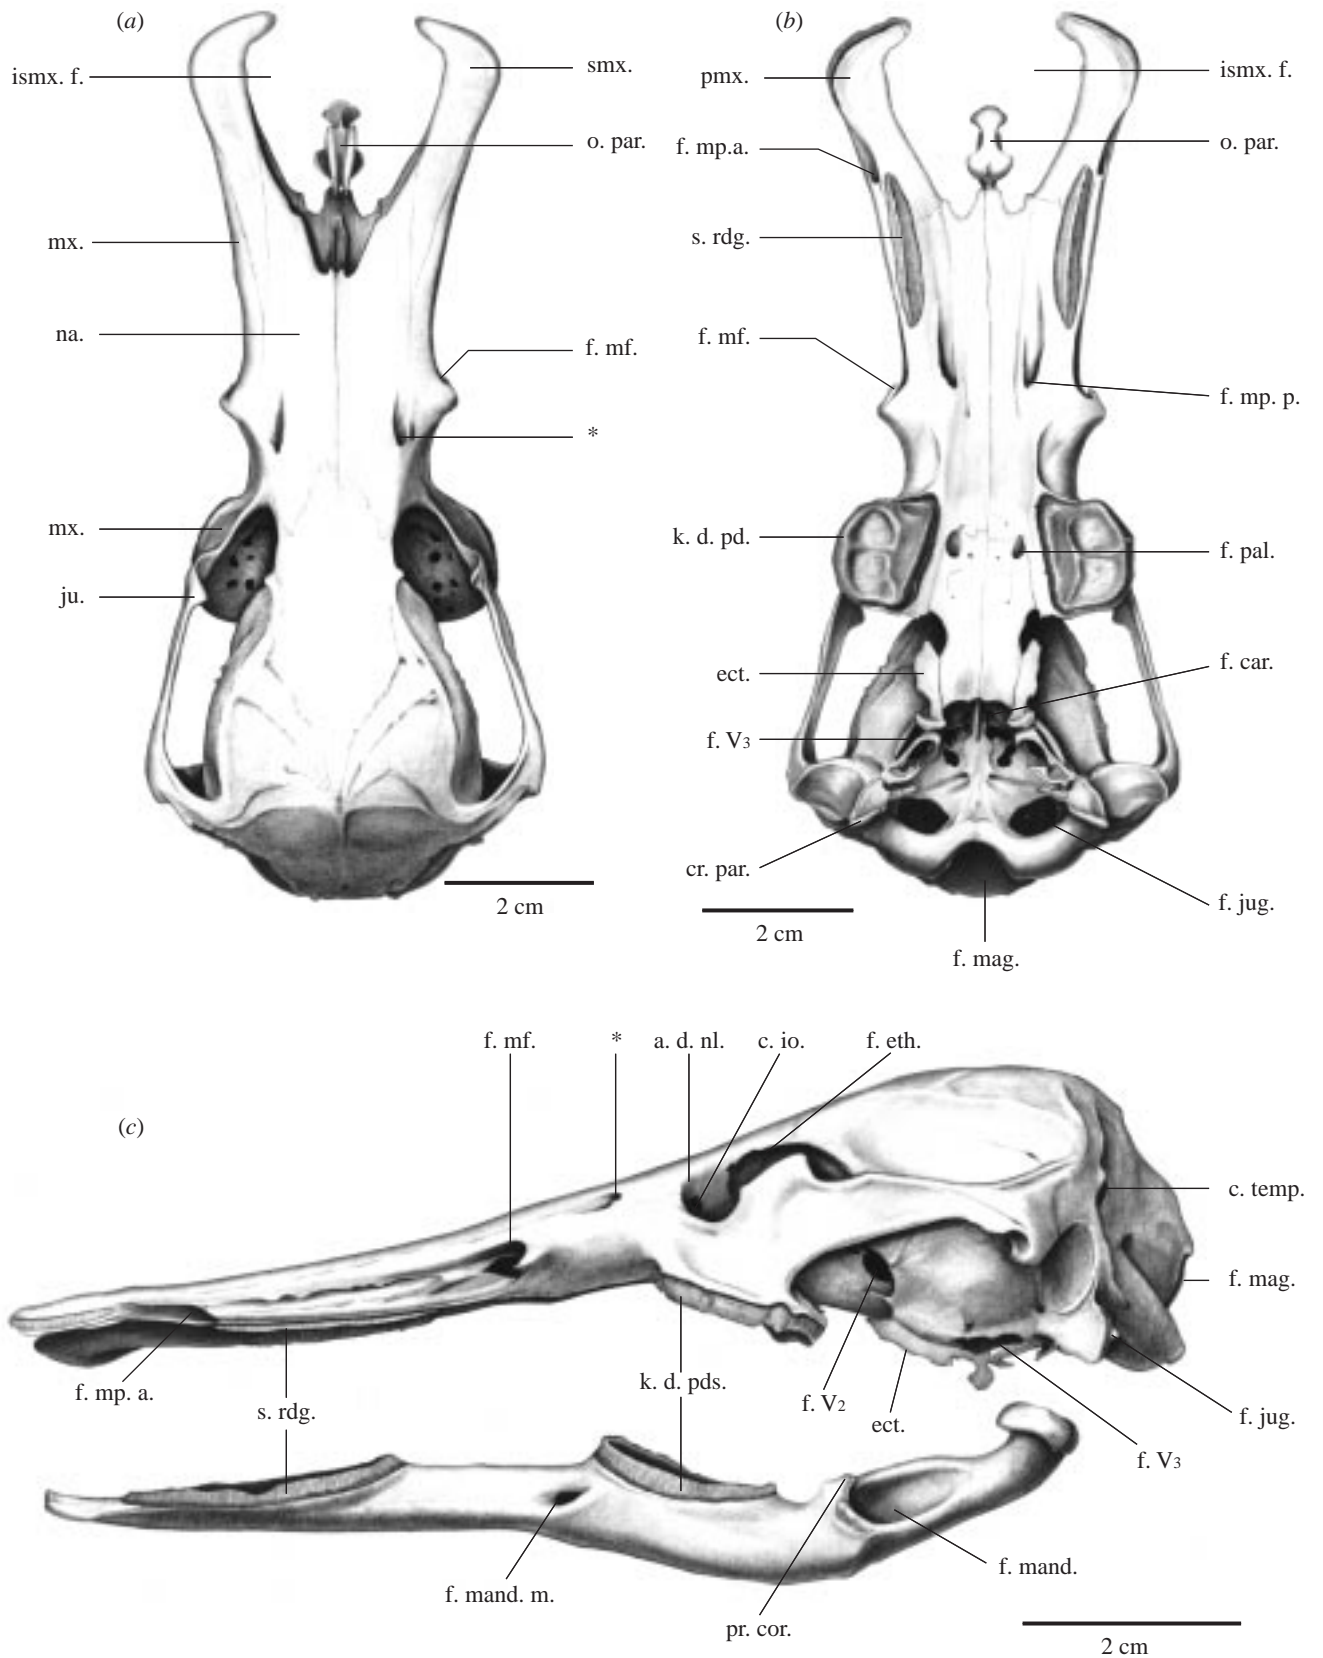 (a)
ismx. f.
smx.
o. par.
mx.
na.
f. mf.
*
mx.
ju.
2 cm
(b)
pmx.
ismx. f.
f. mp.a.
o. par.
s. rdg.
f. mf.
f. mp. p.
k. d. pd.
f. pal.
ect.
f. car.
f. V3
cr. par.
f. jug.
2 cm
f. mag.
(c)
f. mf.
*
a. d. nl.
c. io.
f. eth.
c. temp.
f. mag.
f. mp. a.
s. rdg.
k. d. pds.
f. V2
ect.
f. jug.
f. V3
f. mand. m.
pr. cor.
f. mand.
2 cm